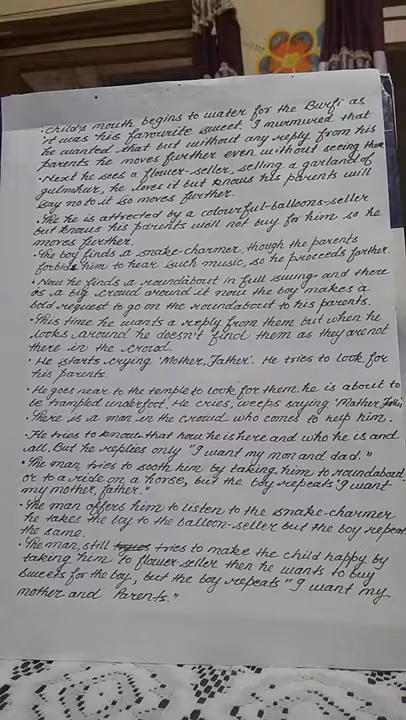 • Child's mouth begins to water for the Burfi as
it was his favourite sweet. I murmured that
he wanted that but without any reply from his
parents he moves further even without seeing them
• Next he sees a flower-seller, selling a garland of
gulmhur, he loves it but knows his parents will
say no to it so moves further.
• The he is attracted by a colourful-balloons-seller
but knows his parents well not buy for him so he
moves further.
• The boy finds a snake-charmer, though the parents
forbids him to hear such music, so he proceeds farther.
• Now he finds a roundabout in full swing and there
is a big crowd around it now the boy makes a
bold request to go on the roundabout to his parents.
• This time he wants a reply from them but when he
looks around he doesn't find them as they are not
there in the crowd.
• He starts crying 'Mother, Father'. He tries to look for
his parents.
• He goes near to the temple to look for them. he is about to
be trampled underfoot. He cries, weeps saying 'Mother,
• There is a man in the crowd who comes to help him.
• He tries to know that how he is here and who he is and
all. But he replies only "I want my mon and dad."
• The man tries to sooth him by taking him to roundabout
or to a ride on a horse, but the boy repeats "I want
my mother, father."
• The man offers him to listen to the snake-charmer
he takes the boy to the balloon-seller but the boy repeat
the same.
• The man, still tries to make the child happy by
taking him to flower seller then he wants to buy
sweets for the boy, but the boy repeats "I want my
mother and Parents."